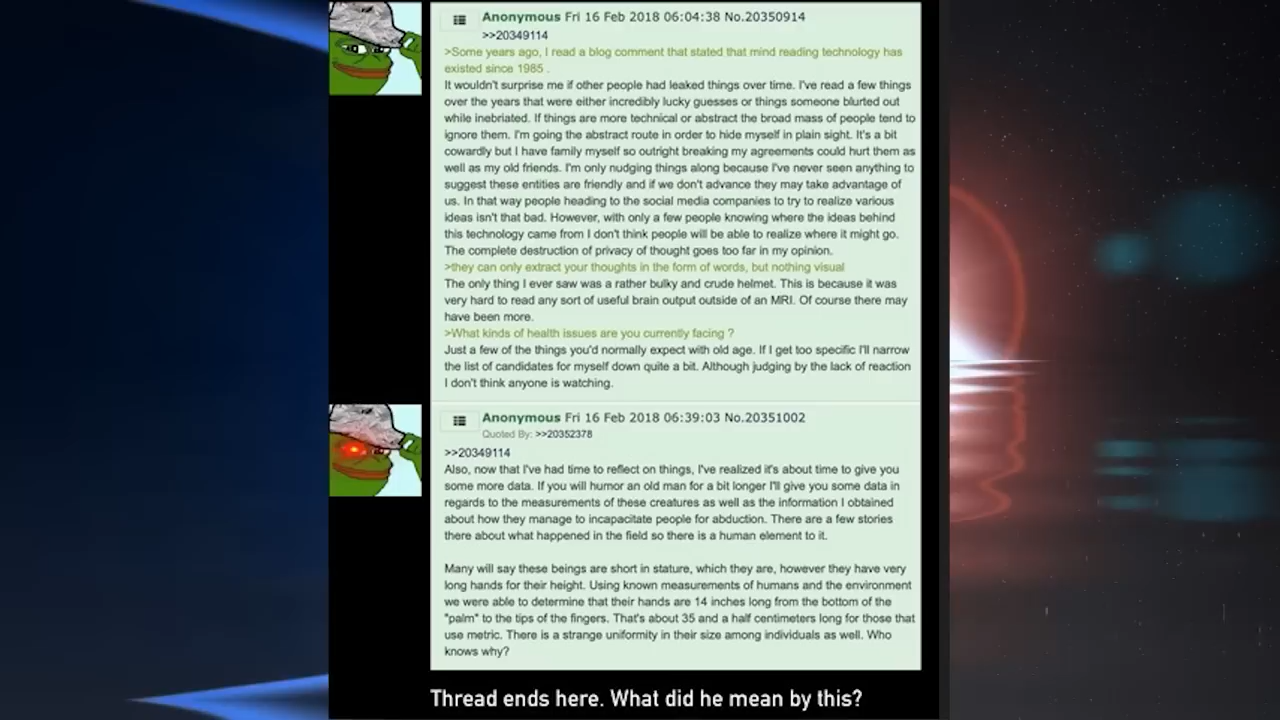 Anonymous Fri 16 Feb 2018 06:04:38 No.20350914
>>20349114
>Some years ago, I read a blog comment that stated that mind reading technology has
existed since 1985 .
It wouldn't surprise me if other people had leaked things over time. I've read a few things
over the years that were either incredibly lucky guesses or things someone blurted out
while inebriated. If things are more technical or abstract the broad mass of people tend to
ignore them. I'm going the abstract route in order to hide myself in plain sight. It's a bit
cowardly but I have family myself so outright breaking my agreements could hurt them as
well as my old friends. I'm only nudging things along because I've never seen anything to
suggest these entities are friendly and if we don't advance they may take advantage of
us. In that way people heading to the social media companies to try to realize various
ideas isn't that bad. However, with only a few people knowing where the ideas behind
this technology came from I don't think people will be able to realize where it might go.
The complete destruction of privacy of thought goes too far in my opinion.
>they can only extract your thoughts in the form of words, but nothing visual
The only thing I ever saw was a rather bulky and crude helmet. This is because it was
very hard to read any sort of useful brain output outside of an MRI. Of course there may
have been more.
>What kinds of health issues are you currently facing ?
Just a few of the things you'd normally expect with old age. If I get too specific I'll narrow
the list of candidates for myself down quite a bit. Although judging by the lack of reaction
I don't think anyone is watching.
Anonymous Fri 16 Feb 2018 06:39:03 No.20351002
Quoted By: >>20352378
>>20349114
Also, now that I've had time to reflect on things, I've realized it's about time to give you
some more data. If you will humor an old man for a bit longer I'll give you some data in
regards to the measurements of these creatures as well as the information I obtained
about how they manage to incapacitate people for abduction. There are a few stories
there about what happened in the field so there is a human element to it.
Many will say these beings are short in stature, which they are, however they have very
long hands for their height. Using known measurements of humans and the environment
we were able to determine that their hands are 14 inches long from the bottom of the
"palm" to the tips of the fingers. That's about 35 and a half centimeters long for those that
use metric. There is a strange uniformity in their size among individuals as well. Who
knows why?
Thread ends here. What did he mean by this?